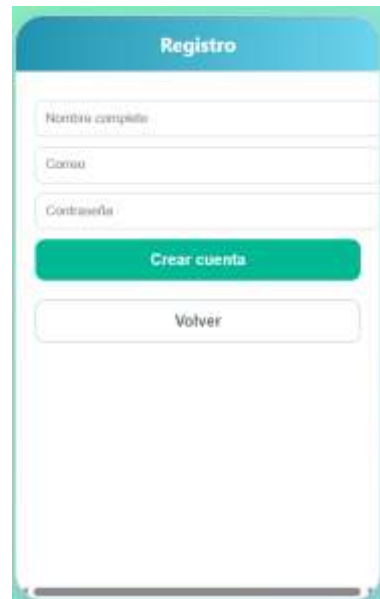 Registro
Nombre completo
Correo
Contraseña
Crear cuenta
Volver